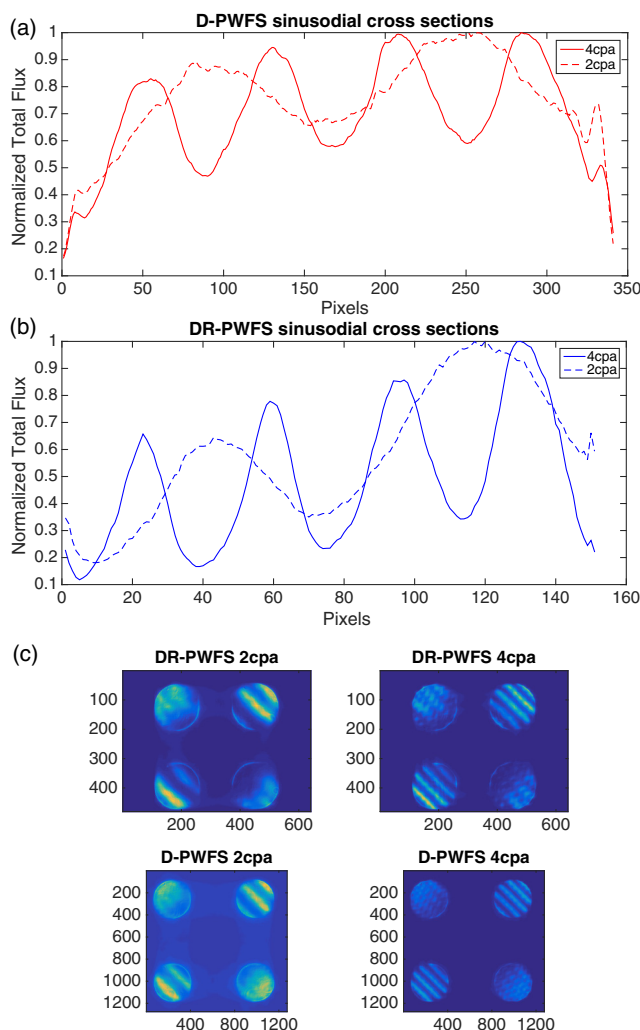 (a)
D-PWFS sinusodial cross sections
Normalized Total Flux
1
0.9
0.8
0.7
0.6
0.5
0.4
0.3
0.2
0.1
4cpa
2cpa
0 50 100 150 200 250 300 350
Pixels
(b)
DR-PWFS sinusodial cross sections
Normalized Total Flux
1
0.9
0.8
0.7
0.6
0.5
0.4
0.3
0.2
0.1
4cpa
2cpa
0 20 40 60 80 100 120 140 160
Pixels
(c)
DR-PWFS 2cpa
100
200
300
400
200 400 600
DR-PWFS 4cpa
100
200
300
400
200 400 600
D-PWFS 2cpa
200
400
600
800
1000
1200
400 800 1200
D-PWFS 4cpa
200
400
600
800
1000
1200
400 800 1200